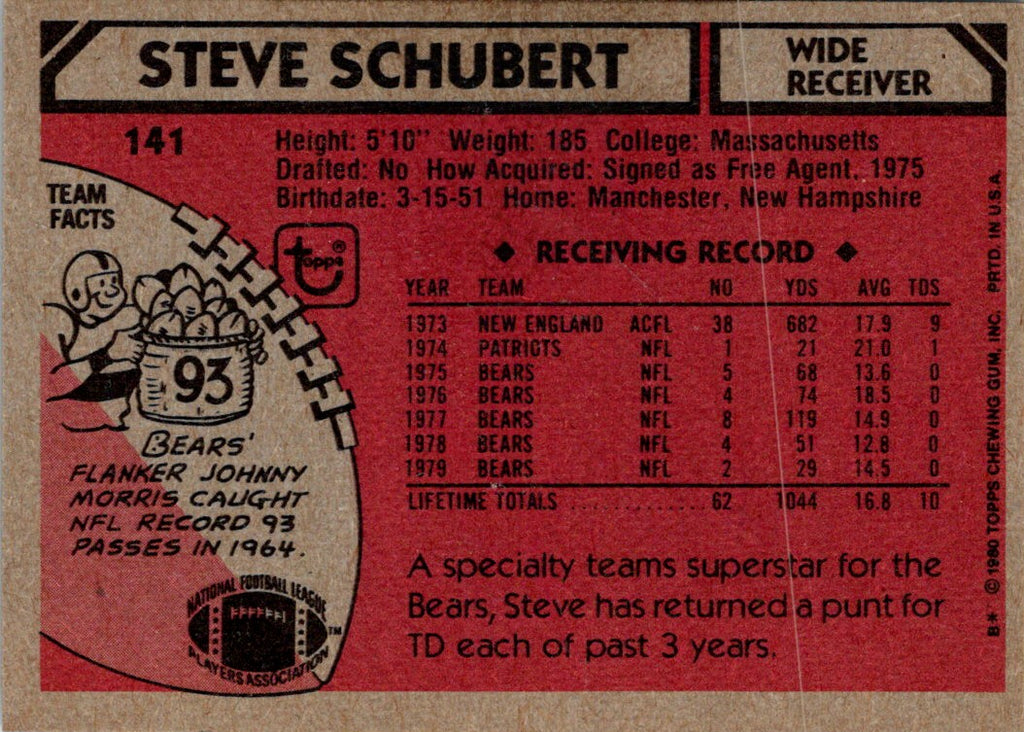 STEVE SCHUBERT
WIDE
RECEIVER
141
Height: 5'10" Weight: 185 College: Massachusetts
Drafted: No How Acquired: Signed as Free Agent, 1975
Birthdate: 3-15-51 Home: Manchester, New Hampshire
TEAM
FACTS
topps®
93
BEARS'
FLANKER JOHNNY
MORRIS CAUGHT
NFL RECORD 93
PASSES IN 1964.
NATIONAL FOOTBALL LEAGUE
PLAYERS ASSOCIATION
TM
◆ RECEIVING RECORD ◆
YEAR TEAM NO YDS AVG TDS
1973 NEW ENGLAND ACFL 38 682 17.9 9
1974 PATRIOTS NFL 1 21 21.0 1
1975 BEARS NFL 5 68 13.6 0
1976 BEARS NFL 4 74 18.5 0
1977 BEARS NFL 8 119 14.9 0
1978 BEARS NFL 4 51 12.8 0
1979 BEARS NFL 2 29 14.5 0
LIFETIME TOTALS ............. 62 1044 16.8 10
A specialty teams superstar for the
Bears, Steve has returned a punt for
TD each of past 3 years.
B* ©1980 TOPPS CHEWING GUM, INC. PRTD. IN U.S.A.